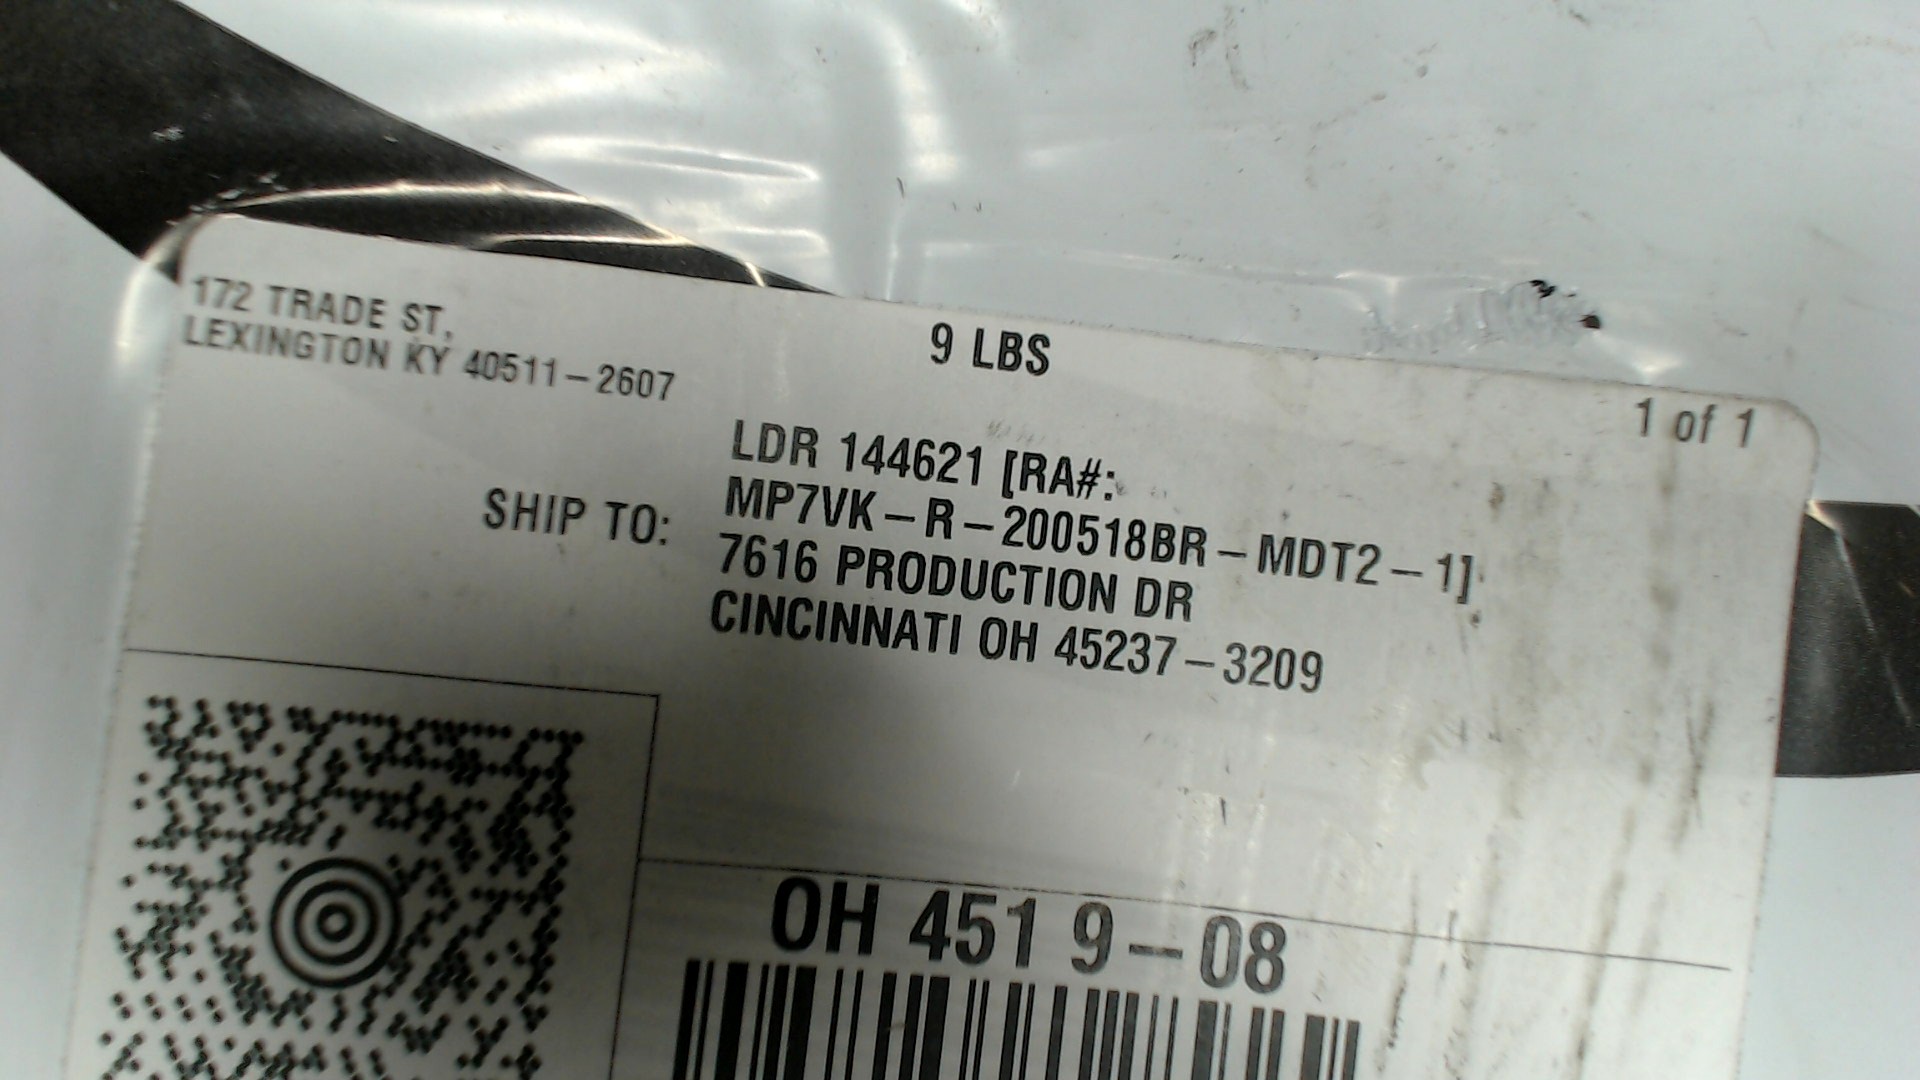 172 TRADE ST,
LEXINGTON KY 40511-2607
9 LBS
1 of 1
SHIP TO:
LDR 144621 [RA#:
MP7VK-R-200518BR-MDT2-1]
7616 PRODUCTION DR
CINCINNATI OH 45237-3209
OH 451 9-08